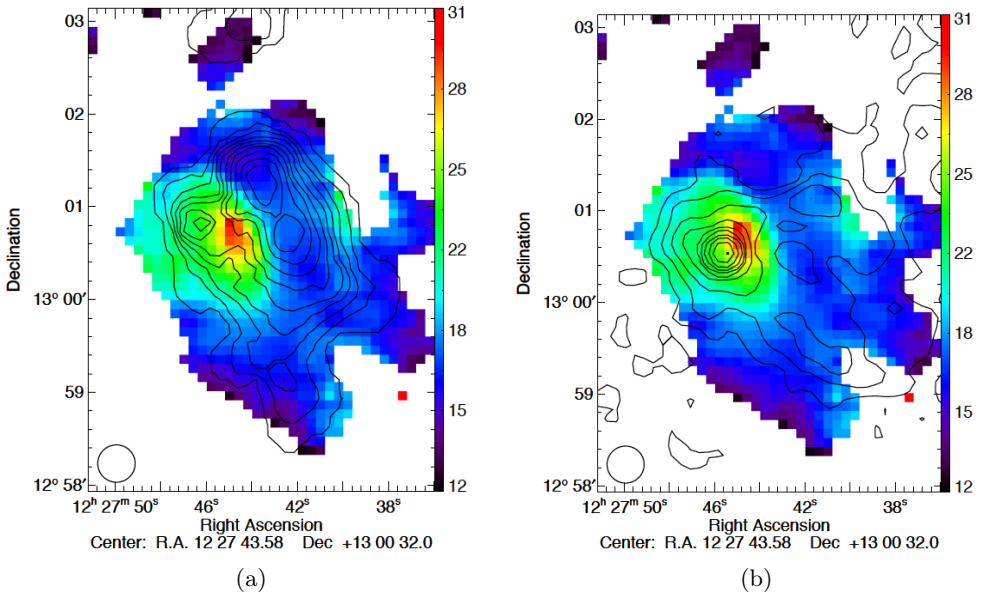 03
02
01
13 00′
59
12 58′
Declination
12ʰ 27ᵐ 50ˢ
46ˢ
42ˢ
38ˢ
Right Ascension
Center: R.A. 12 27 43.58 Dec +13 00 32.0
31
28
25
22
18
15
12
(a)
03
02
01
13 00′
59
12 58′
Declination
12ʰ 27ᵐ 50ˢ
46ˢ
42ˢ
38ˢ
Right Ascension
Center: R.A. 12 27 43.58 Dec +13 00 32.0
31
28
25
22
18
15
12
(b)